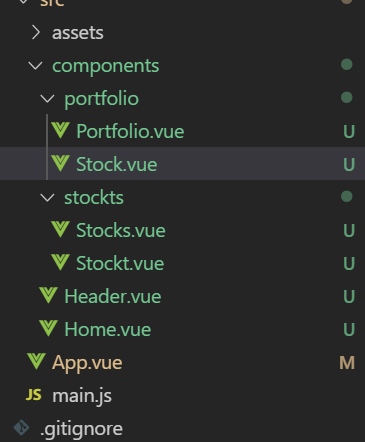 src
assets
components
portfolio
Portfolio.vue U
Stock.vue U
stockts
Stocks.vue U
Stockt.vue U
Header.vue U
Home.vue U
App.vue M
JS main.js
.gitignore